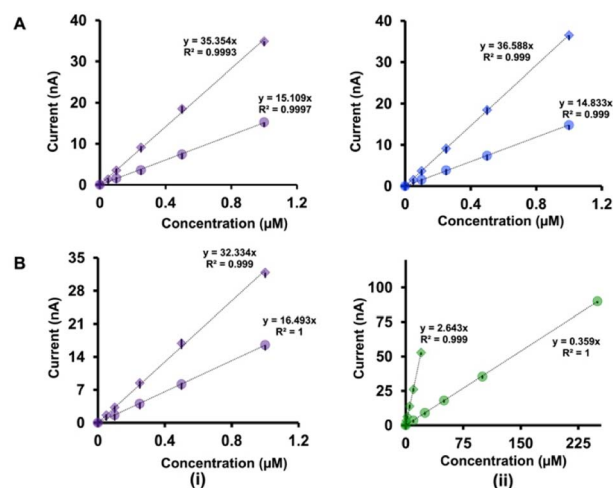 A
40
30
20
10
0
Current (nA)
y = 35.354x
R² = 0.9993
y = 15.109x
R² = 0.9997
0
0.4
0.8
1.2
Concentration (µM)
40
30
20
10
0
Current (nA)
y = 36.588x
R² = 0.999
y = 14.833x
R² = 0.999
0
0.4
0.8
1.2
Concentration (µM)
B
35
28
21
14
7
0
Current (nA)
y = 32.334x
R² = 0.999
y = 16.493x
R² = 1
0
0.4
0.8
1.2
Concentration (µM)
(i)
100
75
50
25
0
Current (nA)
y = 2.643x
R² = 0.999
y = 0.359x
R² = 1
75
150
225
Concentration (µM)
(ii)